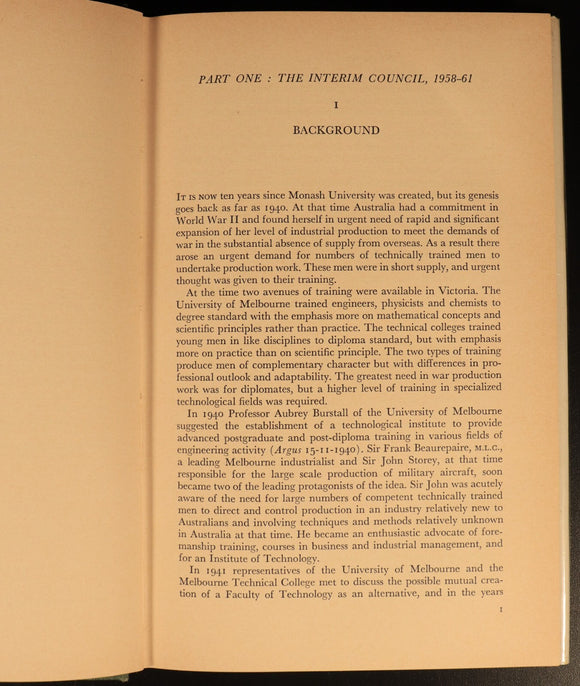 PART ONE : THE INTERIM COUNCIL, 1958-61
I
BACKGROUND
IT IS NOW ten years since Monash University was created, but its genesis
goes back as far as 1940. At that time Australia had a commitment in
World War II and found herself in urgent need of rapid and significant
expansion of her level of industrial production to meet the demands of
war in the substantial absence of supply from overseas. As a result there
arose an urgent demand for numbers of technically trained men to
undertake production work. These men were in short supply, and urgent
thought was given to their training.
At the time two avenues of training were available in Victoria. The
University of Melbourne trained engineers, physicists and chemists to
degree standard with the emphasis more on mathematical concepts and
scientific principles rather than practice. The technical colleges trained
young men in like disciplines to diploma standard, but with emphasis
more on practice than on scientific principle. The two types of training
produce men of complementary character but with differences in pro-
fessional outlook and adaptability. The greatest need in war production
work was for diplomates, but a higher level of training in specialized
technological fields was required.
In 1940 Professor Aubrey Burstall of the University of Melbourne
suggested the establishment of a technological institute to provide
advanced postgraduate and post-diploma training in various fields of
engineering activity (Argus 15-11-1940). Sir Frank Beaurepaire, M.L.C.,
a leading Melbourne industrialist and Sir John Storey, at that time
responsible for the large scale production of military aircraft, soon
became two of the leading protagonists of the idea. Sir John was acutely
aware of the need for large numbers of competent technically trained
men to direct and control production in an industry relatively new to
Australians and involving techniques and methods relatively unknown
in Australia at that time. He became an enthusiastic advocate of fore-
manship training, courses in business and industrial management, and
for an Institute of Technology.
In 1941 representatives of the University of Melbourne and the
Melbourne Technical College met to discuss the possible mutual crea-
tion of a Faculty of Technology as an alternative, and in the years
1